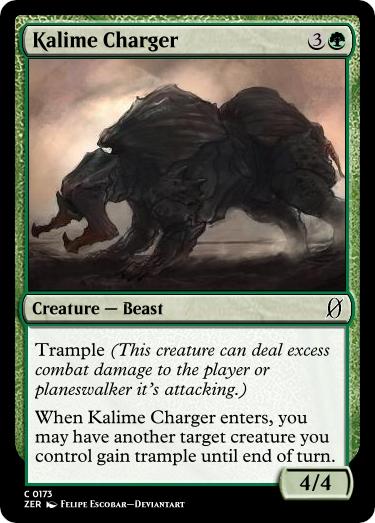 Kalime Charger 3
Creature — Beast
Trample (This creature can deal excess
combat damage to the player or
planeswalker it's attacking.)
When Kalime Charger enters, you
may have another target creature you
control gain trample until end of turn.
4/4
C 0173
ZER Felipe Escobar—Deviantart